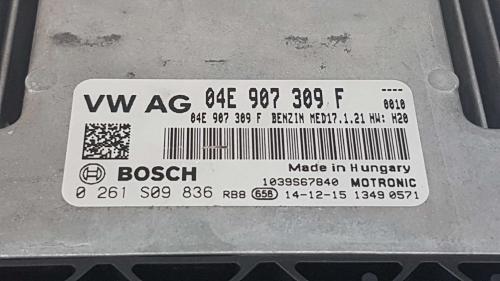 VW AG 04E 907 309 F ----
0010
04E 907 309 F BENZIN MED17.1.21 HW: H20
BOSCH Made in Hungary
1039S67840 MOTRONIC
0 261 S09 836 RBB 658 14-12-15 1349 0571